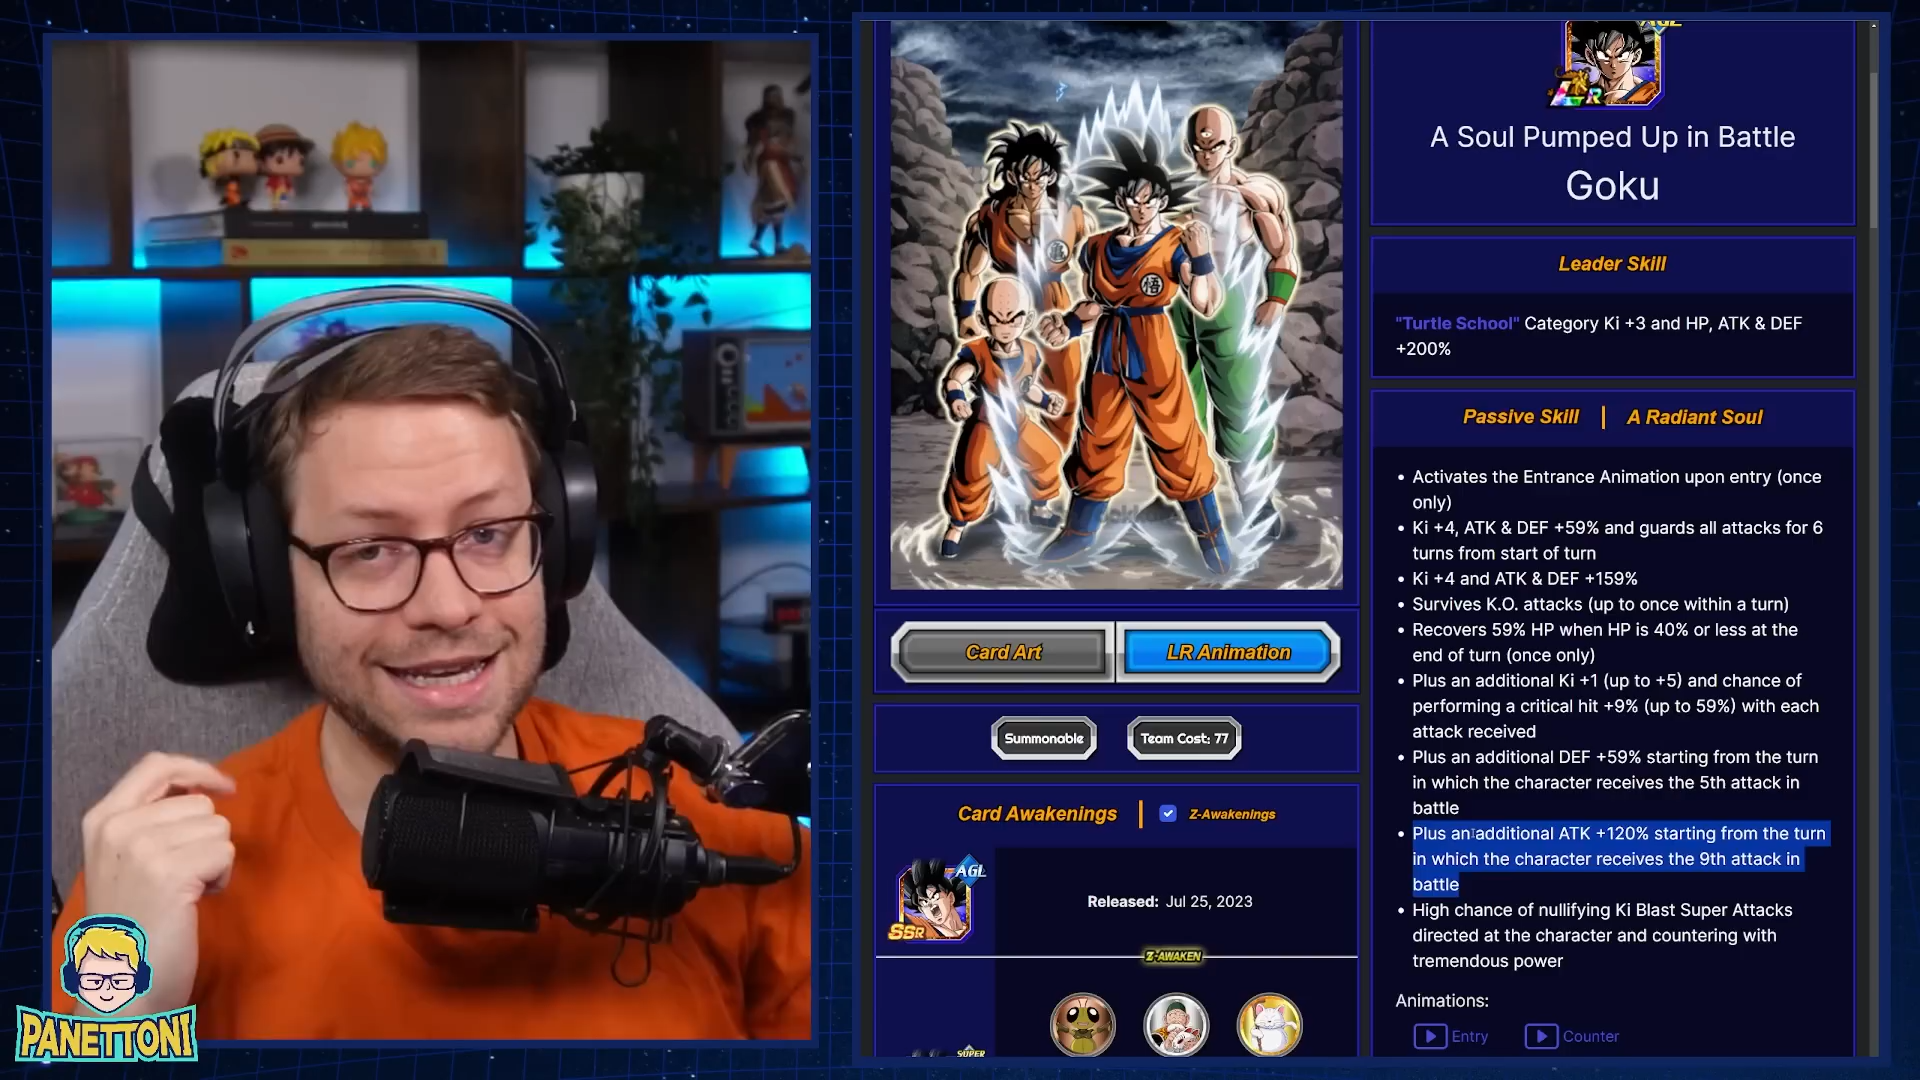 AGL
LR
A Soul Pumped Up in Battle
Goku
Leader Skill
"Turtle School" Category Ki +3 and HP, ATK & DEF
+200%
Passive Skill | A Radiant Soul
• Activates the Entrance Animation upon entry (once
only)
• Ki +4, ATK & DEF +59% and guards all attacks for 6
turns from start of turn
• Ki +4 and ATK & DEF +159%
• Survives K.O. attacks (up to once within a turn)
• Recovers 59% HP when HP is 40% or less at the
end of turn (once only)
• Plus an additional Ki +1 (up to +5) and chance of
performing a critical hit +9% (up to 59%) with each
attack received
• Plus an additional DEF +59% starting from the turn
in which the character receives the 5th attack in
battle
• Plus an additional ATK +120% starting from the turn
in which the character receives the 9th attack in
battle
• High chance of nullifying Ki Blast Super Attacks
directed at the character and countering with
tremendous power
Animations:
Entry Counter
悟
亀
Card Art LR Animation
Summonable Team Cost: 77
Card Awakenings | Z-Awakenings
AGL
SSR
Released: Jul 25, 2023
Z-AWAKEN
SUPER
PANETTONI